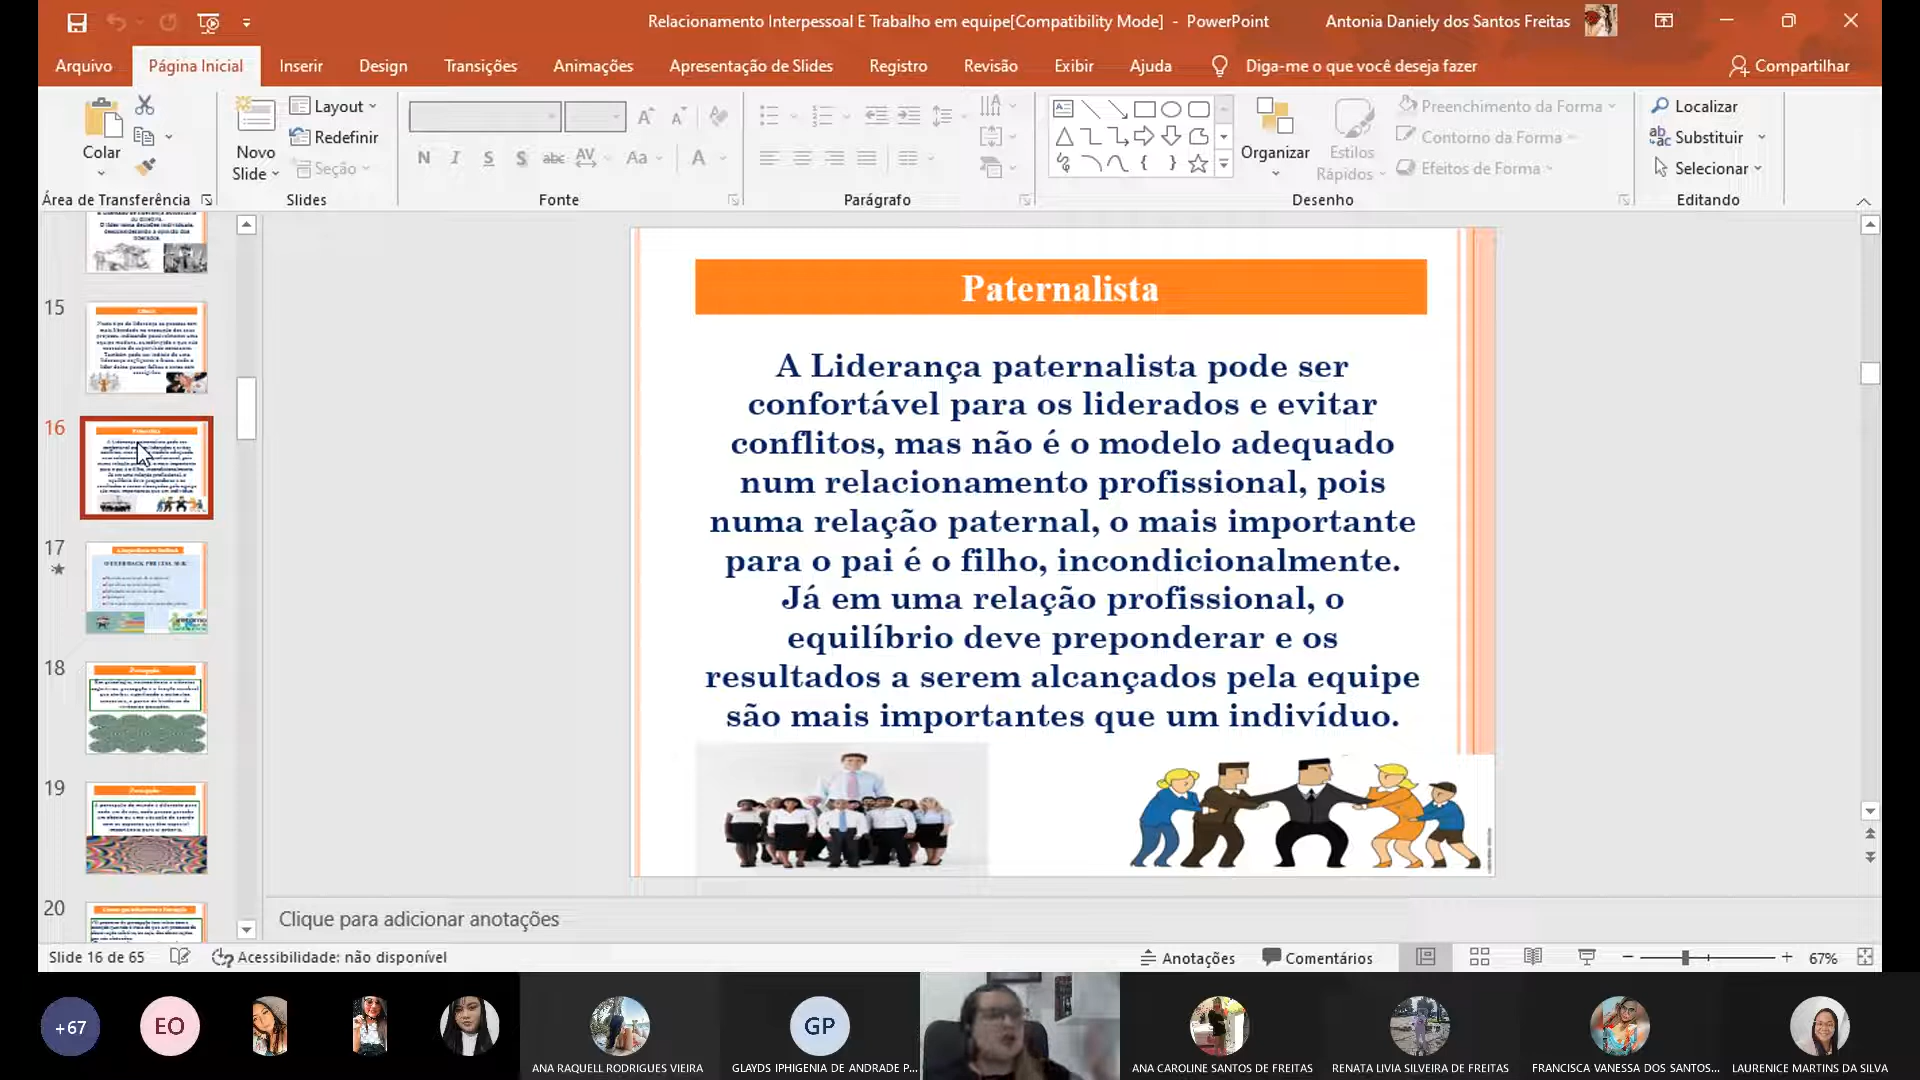 Relacionamento Interpessoal E Trabalho em equipe[Compatibility Mode] - PowerPoint
Antonia Daniely dos Santos Freitas
Arquivo
Página Inicial
Inserir
Design
Transições
Animações
Apresentação de Slides
Registro
Revisão
Exibir
Ajuda
Diga-me o que você deseja fazer
Compartilhar
Colar
Novo
Slide
Layout
Redefinir
Seção
N I S S abc AV Aa A
Organizar
Estilos
Rápidos
Preenchimento da Forma
Contorno da Forma
Efeitos de Forma
Localizar
Substituir
Selecionar
Área de Transferência
Slides
Fonte
Parágrafo
Desenho
Editando
15
16
17
18
19
20
Paternalista
A Liderança paternalista pode ser
confortável para os liderados e evitar
conflitos, mas não é o modelo adequado
num relacionamento profissional, pois
numa relação paternal, o mais importante
para o pai é o filho, incondicionalmente.
Já em uma relação profissional, o
equilíbrio deve preponderar e os
resultados a serem alcançados pela equipe
são mais importantes que um indivíduo.
Clique para adicionar anotações
Slide 16 de 65
Acessibilidade: não disponível
Anotações
Comentários
67%
+67
EO
GP
ANA RAQUELL RODRIGUES VIEIRA
GLAYDS IPHIGENIA DE ANDRADE P...
ANA CAROLINE SANTOS DE FREITAS
RENATA LIVIA SILVEIRA DE FREITAS
FRANCISCA VANESSA DOS SANTOS...
LAURENICE MARTINS DA SILVA